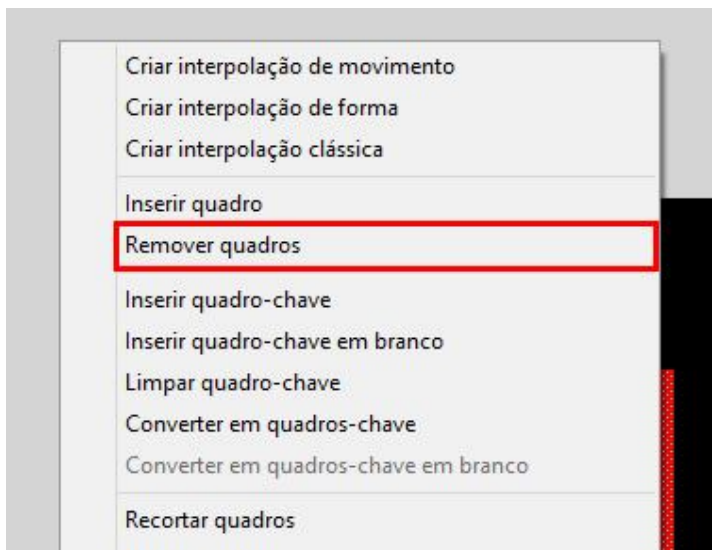 Criar interpolação de movimento
Criar interpolação de forma
Criar interpolação clássica
Inserir quadro
Remover quadros
Inserir quadro-chave
Inserir quadro-chave em branco
Limpar quadro-chave
Converter em quadros-chave
Converter em quadros-chave em branco
Recortar quadros